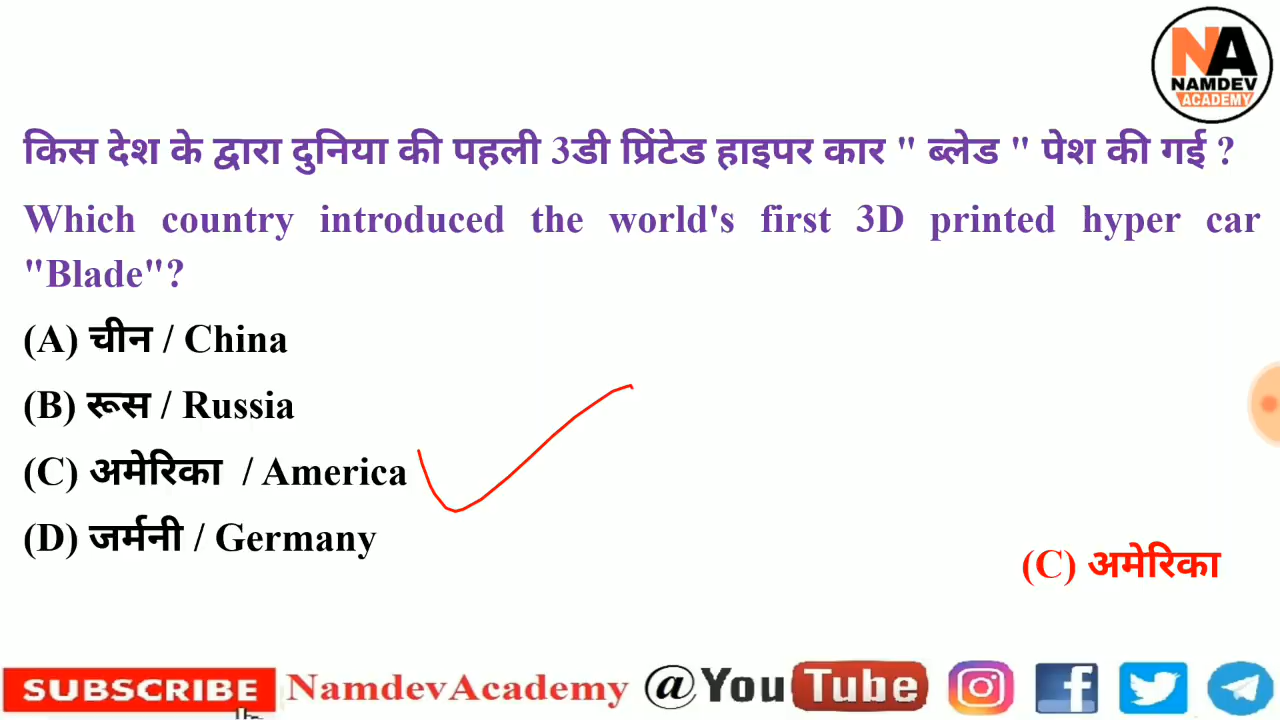 NA
NAMDEV
ACADEMY
किस देश के द्वारा दुनिया की पहली 3डी प्रिंटेड हाइपर कार " ब्लेड " पेश की गई ?
Which country introduced the world's first 3D printed hyper car
"Blade"?
(A) चीन / China
(B) रूस / Russia
(C) अमेरिका / America
(D) जर्मनी / Germany
(C) अमेरिका
SUBSCRIBE NamdevAcademy @YouTube f